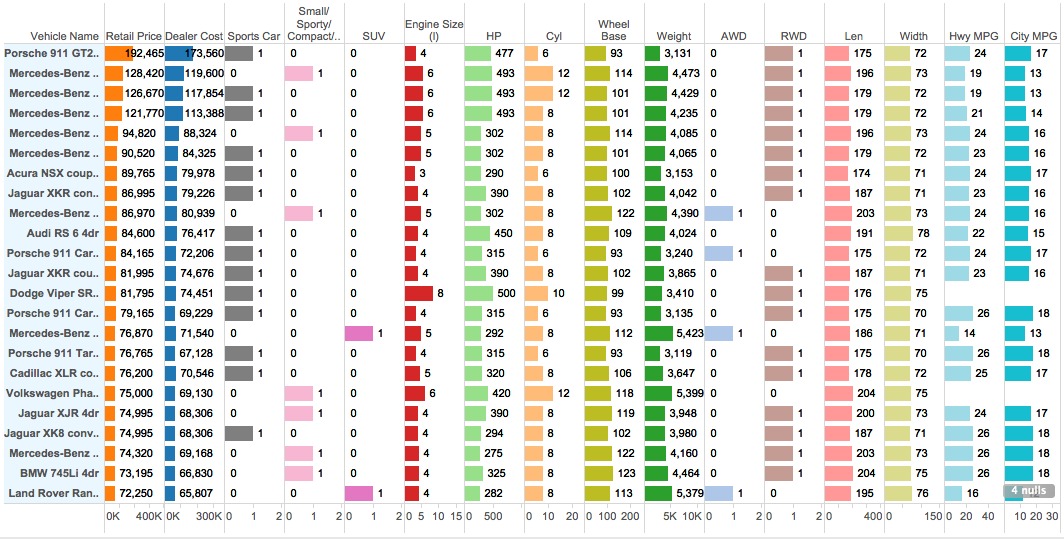 Small/
Sporty/ Engine Size Wheel
Vehicle Name Retail Price Dealer Cost Sports Car Compact/.. SUV (l) HP Cyl Base Weight AWD RWD Len Width Hwy MPG City MPG
Porsche 911 GT2.. 192,465 173,560 1 0 0 4 477 6 93 3,131 0 1 175 72 24 17
Mercedes-Benz .. 128,420 119,600 0 1 0 6 493 12 114 4,473 0 1 196 73 19 13
Mercedes-Benz .. 126,670 117,854 1 0 0 6 493 12 101 4,429 0 1 179 72 19 13
Mercedes-Benz .. 121,770 113,388 1 0 0 6 493 8 101 4,235 0 1 179 72 21 14
Mercedes-Benz .. 94,820 88,324 0 1 0 5 302 8 114 4,085 0 1 196 73 24 16
Mercedes-Benz .. 90,520 84,325 1 0 0 5 302 8 101 4,065 0 1 179 72 23 16
Acura NSX coup.. 89,765 79,978 1 0 0 3 290 6 100 3,153 0 1 174 71 24 17
Jaguar XKR con.. 86,995 79,226 1 0 0 4 390 8 102 4,042 0 1 187 71 23 16
Mercedes-Benz .. 86,970 80,939 0 1 0 5 302 8 122 4,390 1 0 203 73 24 16
Audi RS 6 4dr 84,600 76,417 1 0 0 4 450 8 109 4,024 0 0 191 78 22 15
Porsche 911 Car.. 84,165 72,206 1 0 0 4 315 6 93 3,240 1 0 175 72 24 17
Jaguar XKR cou.. 81,995 74,676 1 0 0 4 390 8 102 3,865 0 1 187 71 23 16
Dodge Viper SR.. 81,795 74,451 1 0 0 8 500 10 99 3,410 0 1 176 75
Porsche 911 Car.. 79,165 69,229 1 0 0 4 315 6 93 3,135 0 1 175 70 26 18
Mercedes-Benz .. 76,870 71,540 0 0 1 5 292 8 112 5,423 1 0 186 71 14 13
Porsche 911 Tar.. 76,765 67,128 1 0 0 4 315 6 93 3,119 0 1 175 70 26 18
Cadillac XLR co.. 76,200 70,546 1 0 0 5 320 8 106 3,647 0 1 178 72 25 17
Volkswagen Pha.. 75,000 69,130 0 1 0 6 420 12 118 5,399 0 0 204 75
Jaguar XJR 4dr 74,995 68,306 0 1 0 4 390 8 119 3,948 0 1 200 73 24 17
Jaguar XK8 conv.. 74,995 68,306 1 0 0 4 294 8 102 3,980 0 1 187 71 26 18
Mercedes-Benz .. 74,320 69,168 0 1 0 4 275 8 122 4,160 0 1 203 73 26 18
BMW 745Li 4dr 73,195 66,830 0 1 0 4 325 8 123 4,464 0 1 204 75 26 18
Land Rover Ran.. 72,250 65,807 0 0 1 4 282 8 113 5,379 1 0 195 76 16 4 nulls
0K 400K 0K 300K 0 1 2 0 1 2 0 1 2 0 5 10 15 0 500 0 10 20 0 100 200 5K 10K 0 1 2 0 1 2 0 400 0 150 0 20 40 0 10 20 30